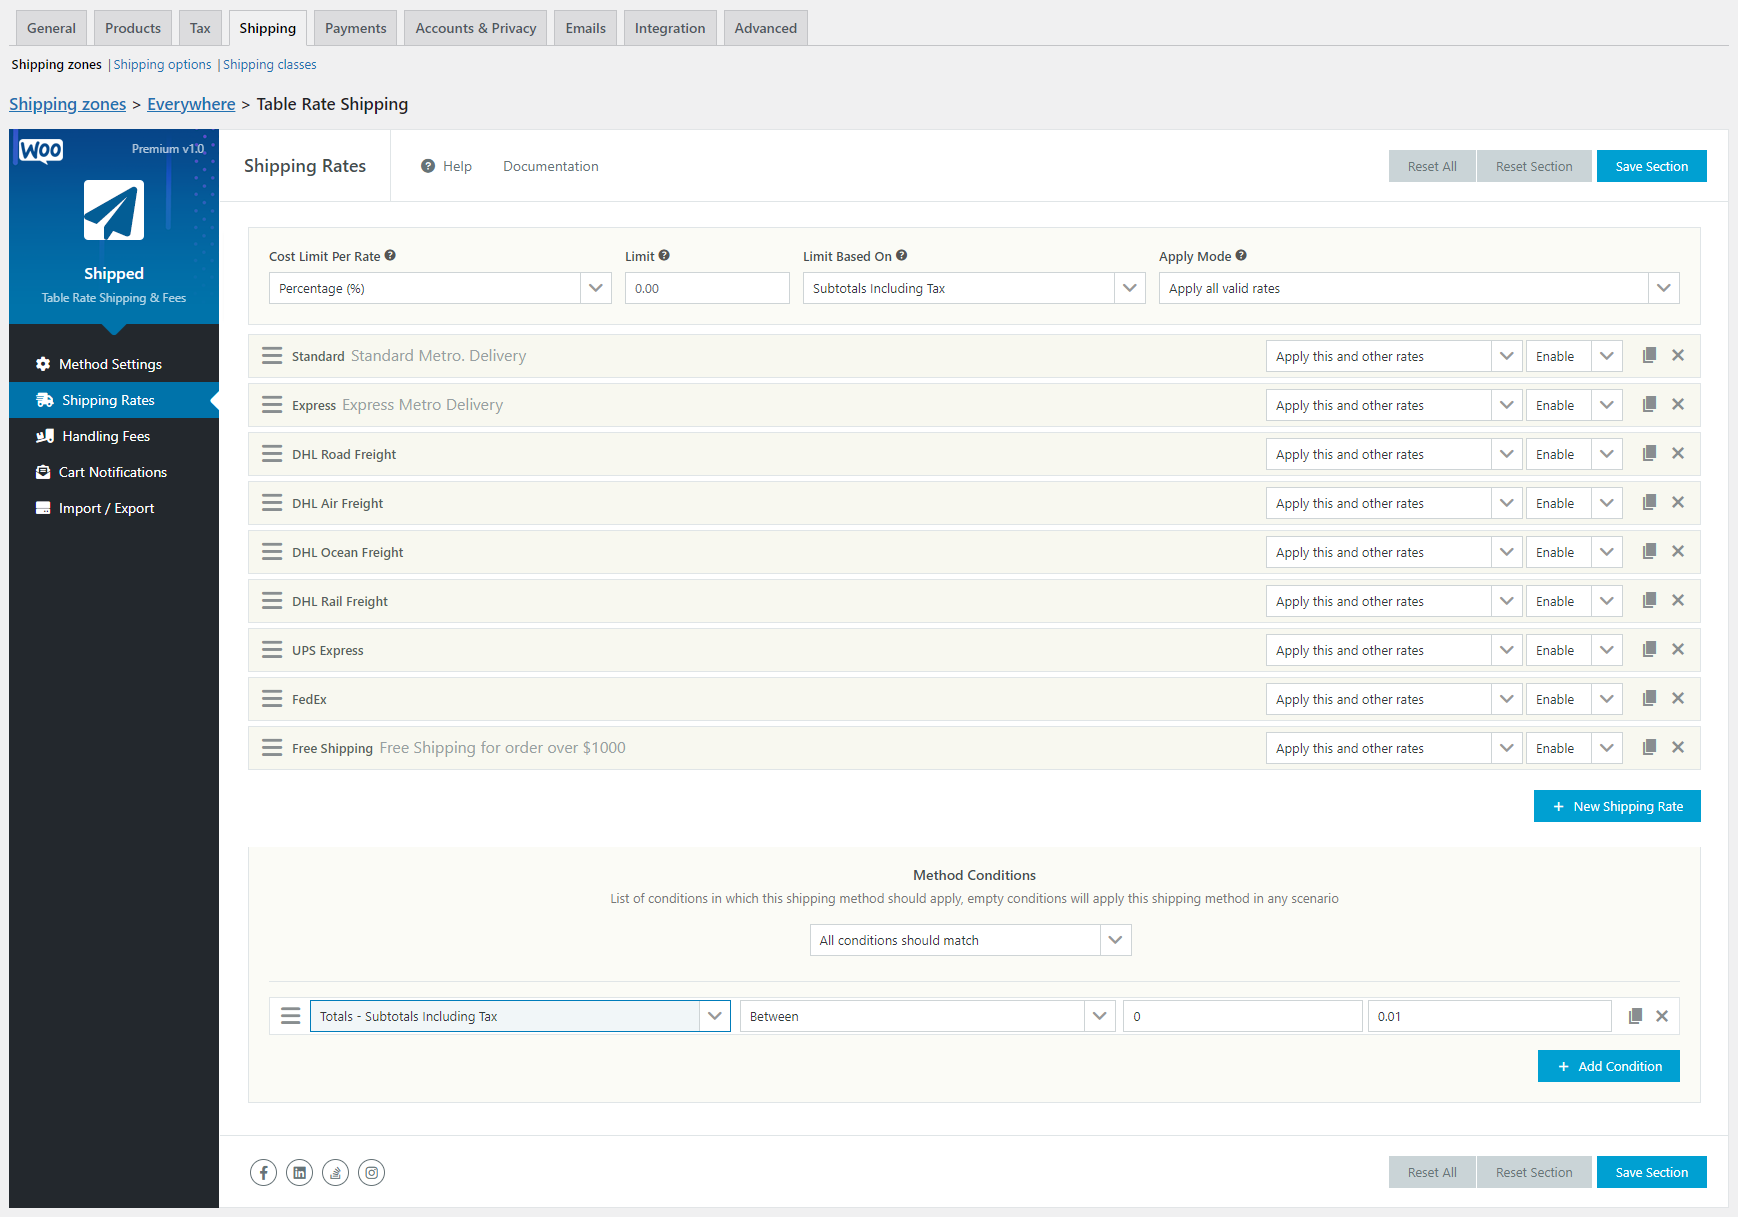 General Products Tax Shipping Payments Accounts & Privacy Emails Integration Advanced
Shipping zones | Shipping options | Shipping classes
Shipping zones > Everywhere > Table Rate Shipping
Woo
Premium v1.0
Shipped
Table Rate Shipping & Fees
Method Settings
Shipping Rates
Handling Fees
Cart Notifications
Import / Export
Shipping Rates
Help Documentation
Reset All Reset Section Save Section
Cost Limit Per Rate Limit Limit Based On Apply Mode
Percentage (%) 0.00 Subtotals Including Tax Apply all valid rates
Standard Standard Metro. Delivery Apply this and other rates Enable
Express Express Metro Delivery Apply this and other rates Enable
DHL Road Freight Apply this and other rates Enable
DHL Air Freight Apply this and other rates Enable
DHL Ocean Freight Apply this and other rates Enable
DHL Rail Freight Apply this and other rates Enable
UPS Express Apply this and other rates Enable
FedEx Apply this and other rates Enable
Free Shipping Free Shipping for order over $1000 Apply this and other rates Enable
+ New Shipping Rate
Method Conditions
List of conditions in which this shipping method should apply, empty conditions will apply this shipping method in any scenario
All conditions should match
Totals - Subtotals Including Tax Between 0 0.01
+ Add Condition
Reset All Reset Section Save Section